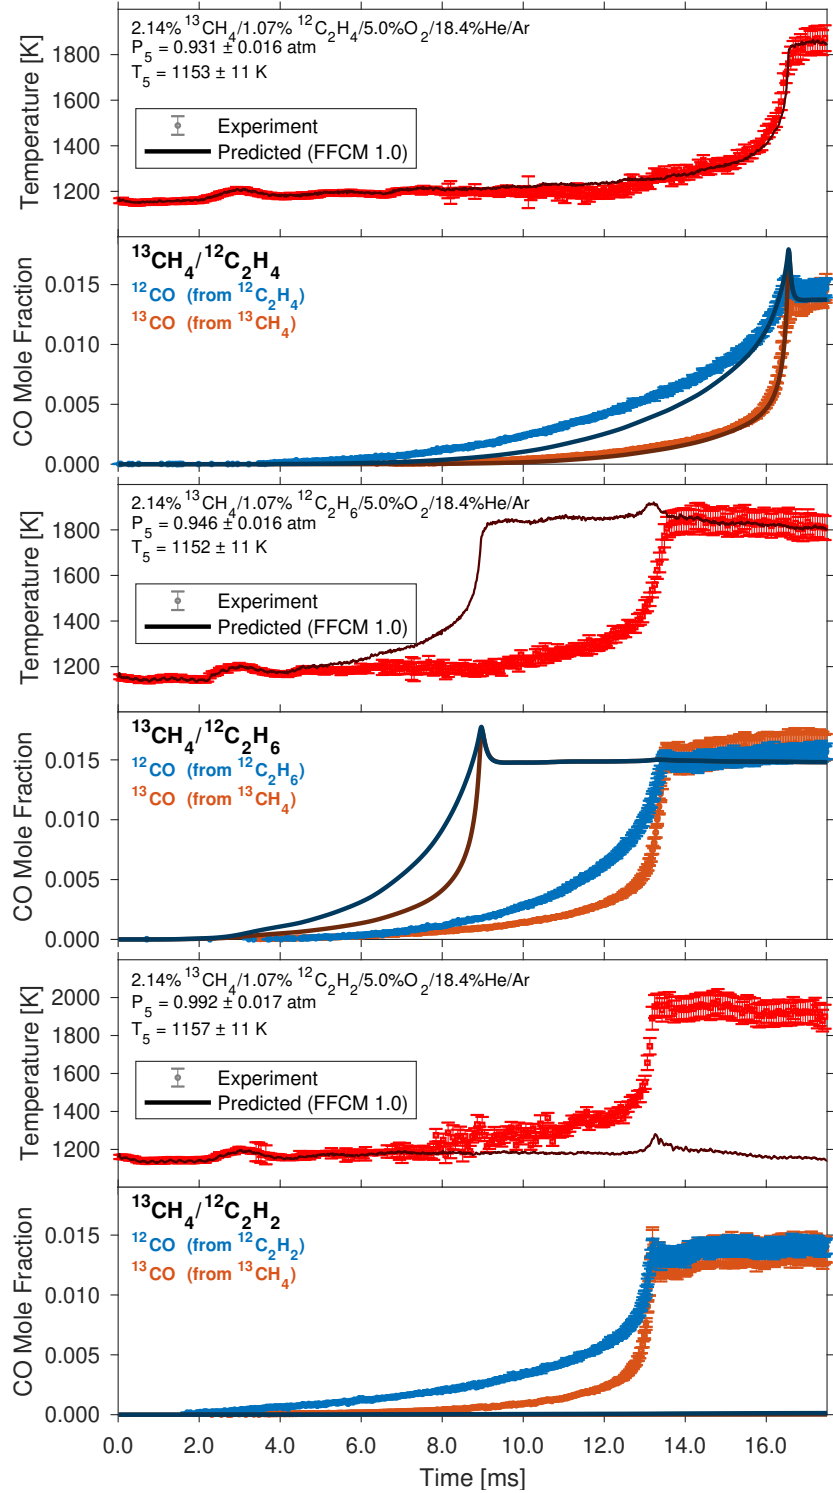 2.14% ¹³CH₄/1.07% ¹²C₂H₄/5.0%O₂/18.4%He/Ar
P₅ = 0.931 ± 0.016 atm
T₅ = 1153 ± 11 K
Experiment
Predicted (FFCM 1.0)
Temperature [K]
1800
1600
1400
1200
¹³CH₄/¹²C₂H₄
¹²CO (from ¹²C₂H₄)
¹³CO (from ¹³CH₄)
CO Mole Fraction
0.015
0.010
0.005
0.000
2.14% ¹³CH₄/1.07% ¹²C₂H₆/5.0%O₂/18.4%He/Ar
P₅ = 0.946 ± 0.016 atm
T₅ = 1152 ± 11 K
Experiment
Predicted (FFCM 1.0)
Temperature [K]
1800
1600
1400
1200
¹³CH₄/¹²C₂H₆
¹²CO (from ¹²C₂H₆)
¹³CO (from ¹³CH₄)
CO Mole Fraction
0.015
0.010
0.005
0.000
2.14% ¹³CH₄/1.07% ¹²C₂H₂/5.0%O₂/18.4%He/Ar
P₅ = 0.992 ± 0.017 atm
T₅ = 1157 ± 11 K
Experiment
Predicted (FFCM 1.0)
Temperature [K]
2000
1800
1600
1400
1200
¹³CH₄/¹²C₂H₂
¹²CO (from ¹²C₂H₂)
¹³CO (from ¹³CH₄)
CO Mole Fraction
0.015
0.010
0.005
0.000
0.0 2.0 4.0 6.0 8.0 10.0 12.0 14.0 16.0
Time [ms]